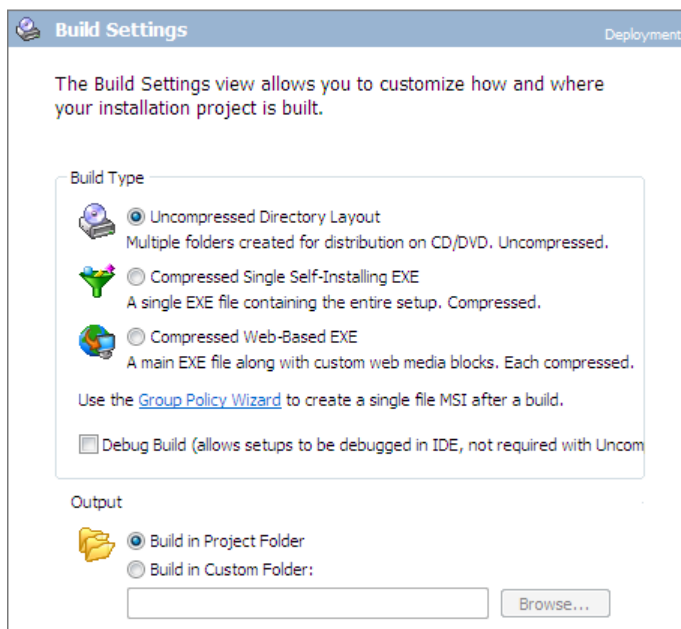 Build Settings
Deployment
The Build Settings view allows you to customize how and where
your installation project is built.
Build Type
Uncompressed Directory Layout
Multiple folders created for distribution on CD/DVD. Uncompressed.
Compressed Single Self-Installing EXE
A single EXE file containing the entire setup. Compressed.
Compressed Web-Based EXE
A main EXE file along with custom web media blocks. Each compressed.
Use the Group Policy Wizard to create a single file MSI after a build.
Debug Build (allows setups to be debugged in IDE, not required with Uncom
Output
Build in Project Folder
Build in Custom Folder:
Browse...